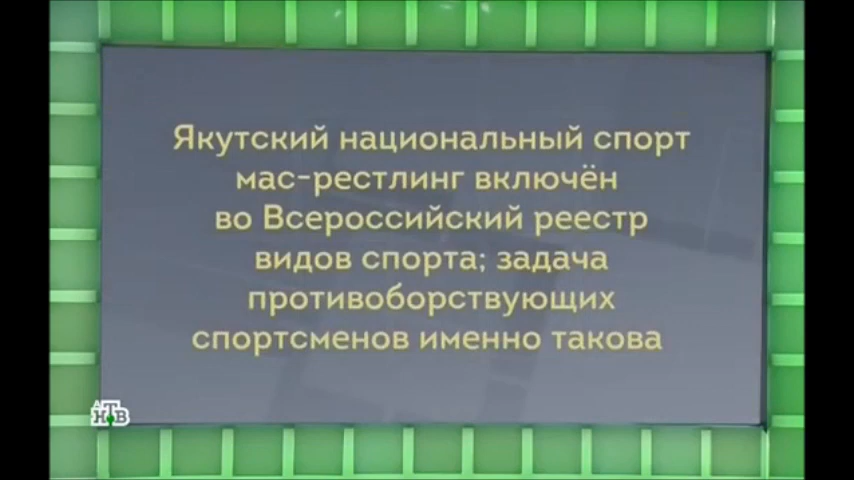 Якутский национальный спорт
мас-рестлинг включён
во Всероссийский реестр
видов спорта; задача
противоборствующих
спортсменов именно такова
НТВ